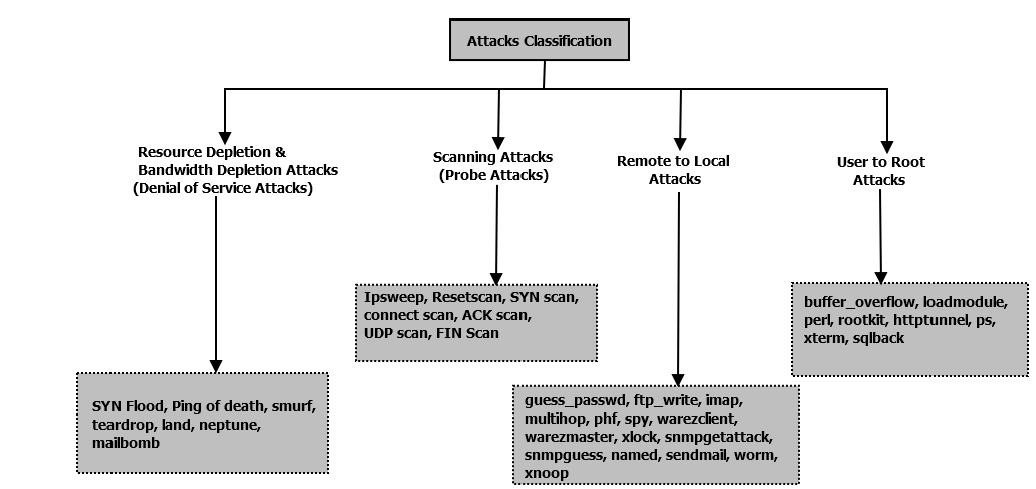 Attacks Classification
Resource Depletion &
Bandwidth Depletion Attacks
(Denial of Service Attacks)
Scanning Attacks
(Probe Attacks)
Remote to Local
Attacks
User to Root
Attacks
SYN Flood, Ping of death, smurf,
teardrop, land, neptune,
mailbomb
Ipsweep, Resetscan, SYN scan,
connect scan, ACK scan,
UDP scan, FIN Scan
guess_passwd, ftp_write, imap,
multihop, phf, spy, warezclient,
warezmaster, xlock, snmpgetattack,
snmpguess, named, sendmail, worm,
xnoop
buffer_overflow, loadmodule,
perl, rootkit, httptunnel, ps,
xterm, sqlback